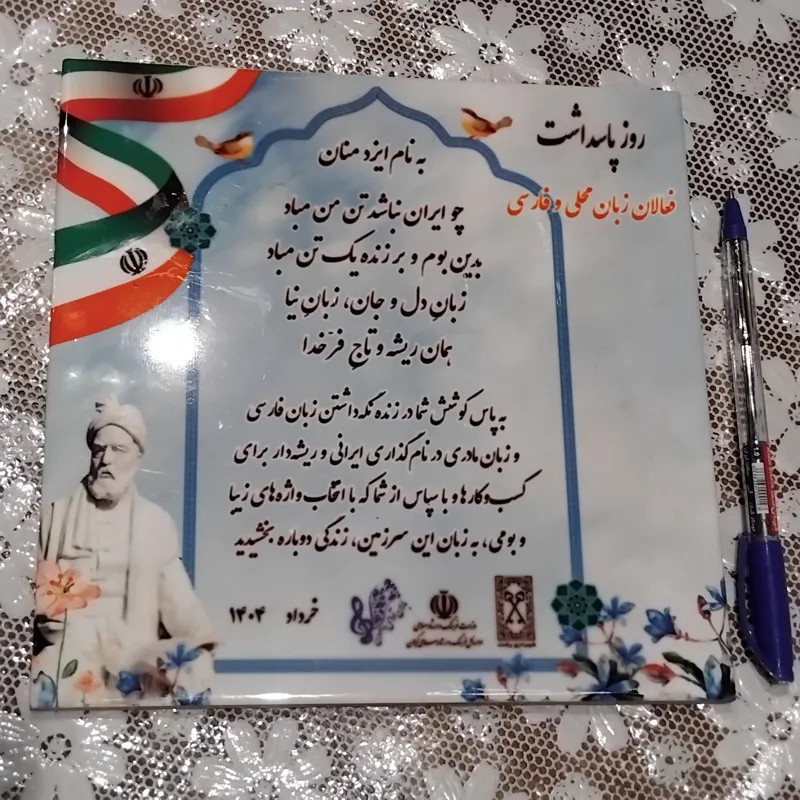 روز پاسداشت
فعالان زبان محلی و فارسی
به نام ایزد منان
چو ایران نباشد تن من مباد
بدین بوم و بر زنده یک تن مباد
زبانِ دل و جان، زبانِ نیا
همان ریشه و تاجِ فرّ خدا
به پاس کوشش شما در زنده نگه داشتن زبان فارسی
و زبان مادری در نام گذاری ایرانی و ریشه دار برای
کسب و کارها و با سپاس از شما که با انتخاب واژه های زیبا
و بومی، به زبان این سرزمین، زندگی دوباره بخشیدید
خرداد ۱۴۰۴